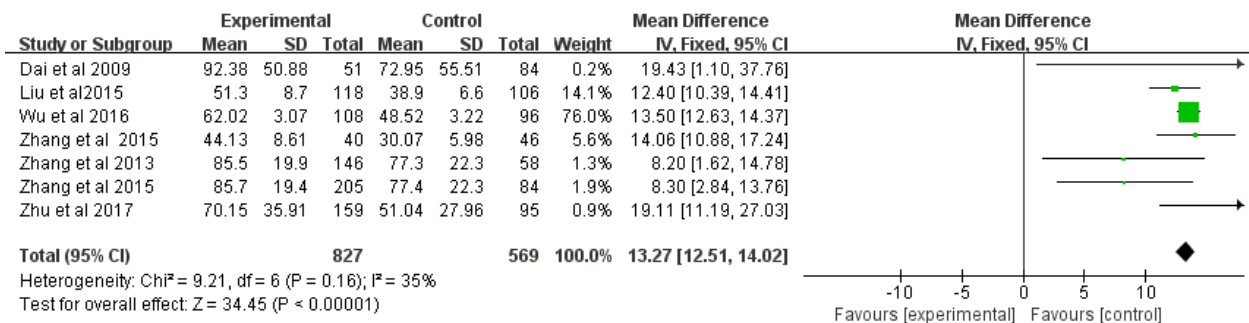 Experimental Control Mean Difference Mean Difference
Study or Subgroup Mean SD Total Mean SD Total Weight IV, Fixed, 95% CI IV, Fixed, 95% CI
Dai et al 2009 92.38 50.88 51 72.95 55.51 84 0.2% 19.43 [1.10, 37.76]
Liu et al2015 51.3 8.7 118 38.9 6.6 106 14.1% 12.40 [10.39, 14.41]
Wu et al 2016 62.02 3.07 108 48.52 3.22 96 76.0% 13.50 [12.63, 14.37]
Zhang et al 2015 44.13 8.61 40 30.07 5.98 46 5.6% 14.06 [10.88, 17.24]
Zhang et al 2013 85.5 19.9 146 77.3 22.3 58 1.3% 8.20 [1.62, 14.78]
Zhang et al 2015 85.7 19.4 205 77.4 22.3 84 1.9% 8.30 [2.84, 13.76]
Zhu et al 2017 70.15 35.91 159 51.04 27.96 95 0.9% 19.11 [11.19, 27.03]
Total (95% CI) 827 569 100.0% 13.27 [12.51, 14.02]
Heterogeneity: Chi² = 9.21, df = 6 (P = 0.16); I² = 35%
Test for overall effect: Z = 34.45 (P < 0.00001)
-10 -5 0 5 10
Favours [experimental] Favours [control]